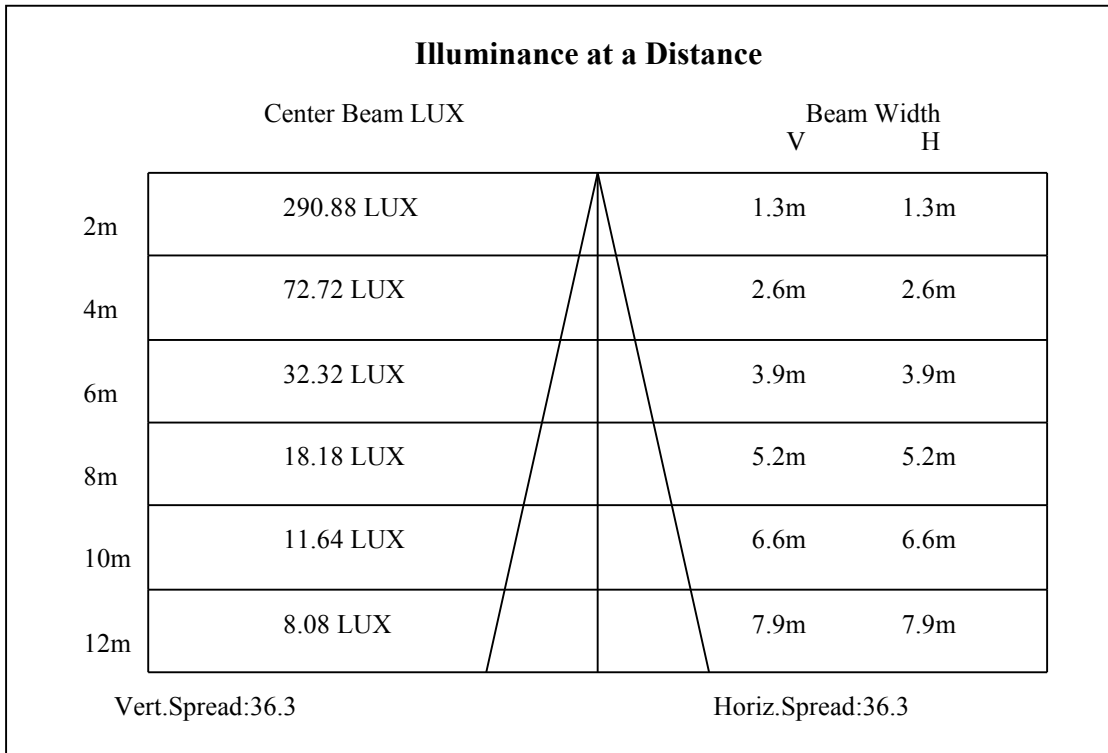 Illuminance at a Distance
Center Beam LUX Beam Width
V H
2m 290.88 LUX 1.3m 1.3m
4m 72.72 LUX 2.6m 2.6m
6m 32.32 LUX 3.9m 3.9m
8m 18.18 LUX 5.2m 5.2m
10m 11.64 LUX 6.6m 6.6m
12m 8.08 LUX 7.9m 7.9m
Vert.Spread:36.3 Horiz.Spread:36.3